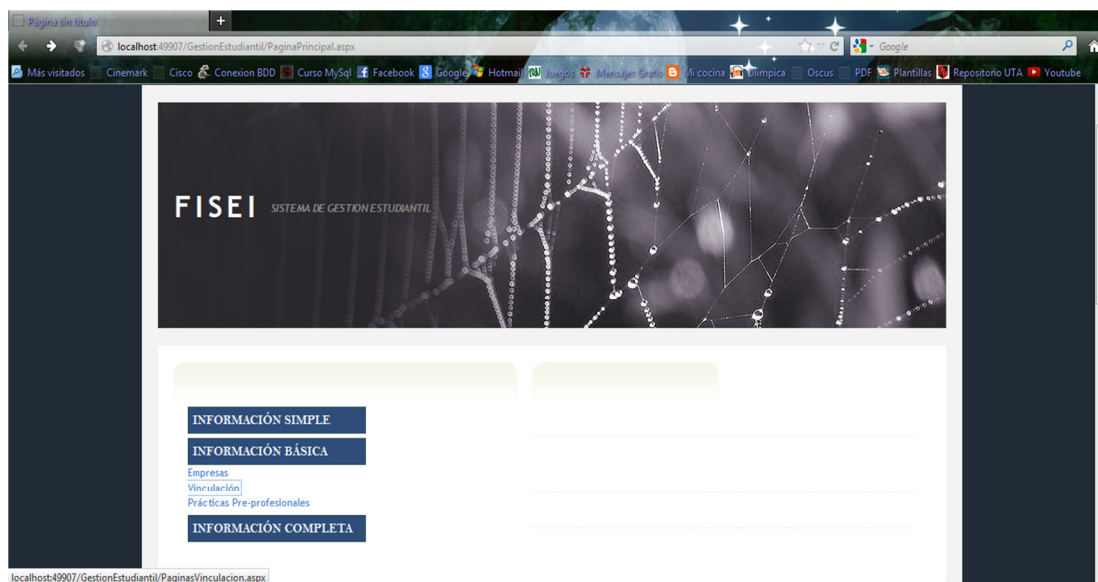 Página sin título
+
localhost:49907/GestionEstudiantil/PaginaPrincipal.aspx
Google
Más visitados Cinemark Cisco Conexion BDD Curso MySql Facebook Google Hotmail Juegos Mensajes Gratis Mi cocina Olimpica Oscus PDF Plantillas Repositorio UTA Youtube
FISEI SISTEMA DE GESTION ESTUDIANTIL
INFORMACIÓN SIMPLE
INFORMACIÓN BÁSICA
Empresas
Vinculación
Prácticas Pre-profesionales
INFORMACIÓN COMPLETA
localhost:49907/GestionEstudiantil/PaginasVinculacion.aspx